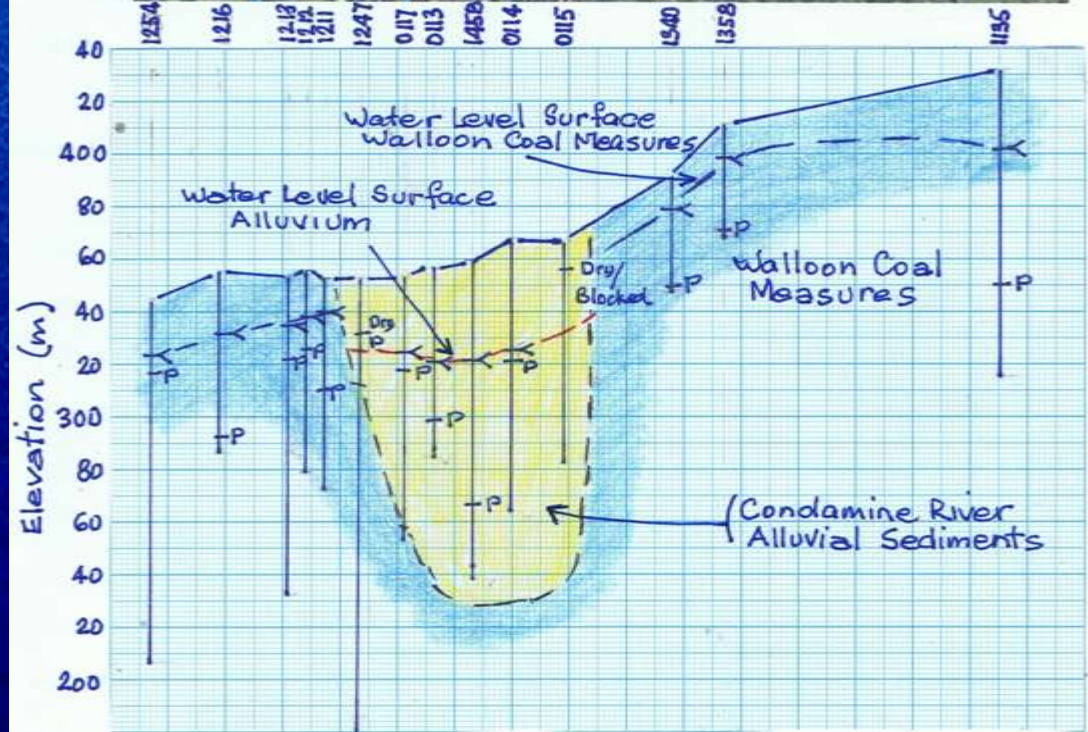 1254
1216
1213
1212
1211
1247
0117
0113
1458
0114
0115
1540
1358
1136
40
20
400
80
60
40
20
300
80
60
40
20
200
Elevation (m)
Water Level Surface
Walloon Coal Measures
Water Level Surface
Alluvium
Dry/
Blocked
Walloon Coal
Measures
Dry
P
P
P
P
P
P
P
P
P
P
P
P
P
Condamine River
Alluvial Sediments